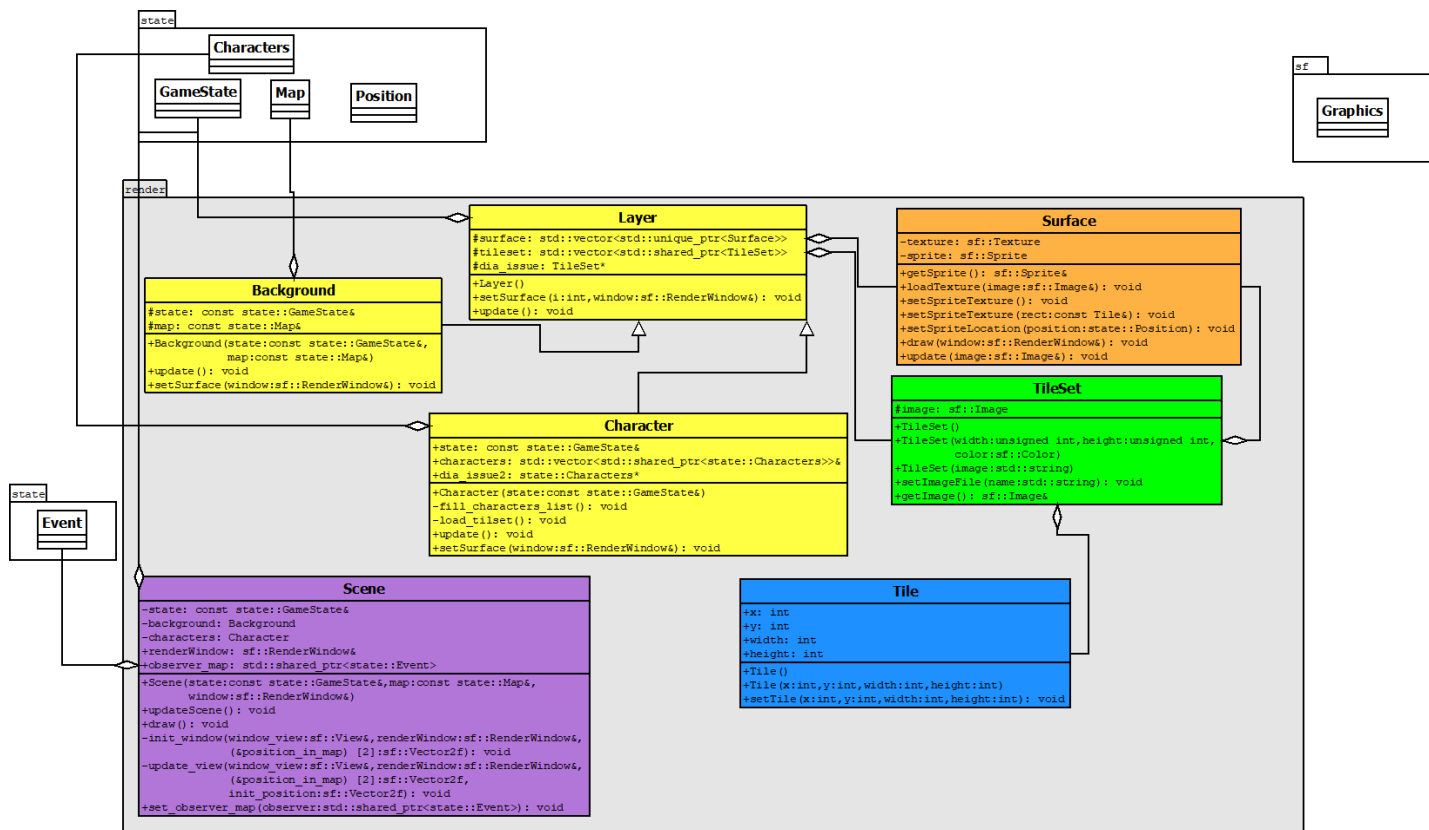 state
Characters
GameState
Map
Position
sf
Graphics
render
Layer
#surface: std::vector<std::unique_ptr<Surface>>
#tileset: std::vector<std::shared_ptr<TileSet>>
#dia_issue: TileSet*
+Layer()
+setSurface(i:int,window:sf::RenderWindow&): void
+update(): void
Surface
-texture: sf::Texture
-sprite: sf::Sprite
+getSprite(): sf::Sprite&
+loadTexture(image:sf::Image&): void
+setSpriteTexture(): void
+setSpriteTexture(rect:const Tile&): void
+setSpriteLocation(position:state::Position): void
+draw(window:sf::RenderWindow&): void
+update(image:sf::Image&): void
Background
#state: const state::GameState&
#map: const state::Map&
+Background(state:const state::GameState&,
map:const state::Map&)
+update(): void
+setSurface(window:sf::RenderWindow&): void
TileSet
#image: sf::Image
+TileSet()
+TileSet(width:unsigned int,height:unsigned int,
color:sf::Color)
+TileSet(image:std::string)
+setImageFile(name:std::string): void
+getImage(): sf::Image&
Character
+state: const state::GameState&
+characters: std::vector<std::shared_ptr<state::Characters>>&
+dia_issue2: state::Characters*
+Character(state:const state::GameState&)
-fill_characters_list(): void
-load_tilset(): void
+update(): void
+setSurface(window:sf::RenderWindow&): void
state
Event
Scene
-state: const state::GameState&
-background: Background
-characters: Character
+renderWindow: sf::RenderWindow&
+observer_map: std::shared_ptr<state::Event>
+Scene(state:const state::GameState&,map:const state::Map&,
window:sf::RenderWindow&)
+updateScene(): void
+draw(): void
-init_window(window_view:sf::View&,renderWindow:sf::RenderWindow&,
(&position_in_map) [2]:sf::Vector2f): void
-update_view(window_view:sf::View&,renderWindow:sf::RenderWindow&,
(&position_in_map) [2]:sf::Vector2f,
init_position:sf::Vector2f): void
+set_observer_map(observer:std::shared_ptr<state::Event>): void
Tile
+x: int
+y: int
+width: int
+height: int
+Tile()
+Tile(x:int,y:int,width:int,height:int)
+setTile(x:int,y:int,width:int,height:int): void